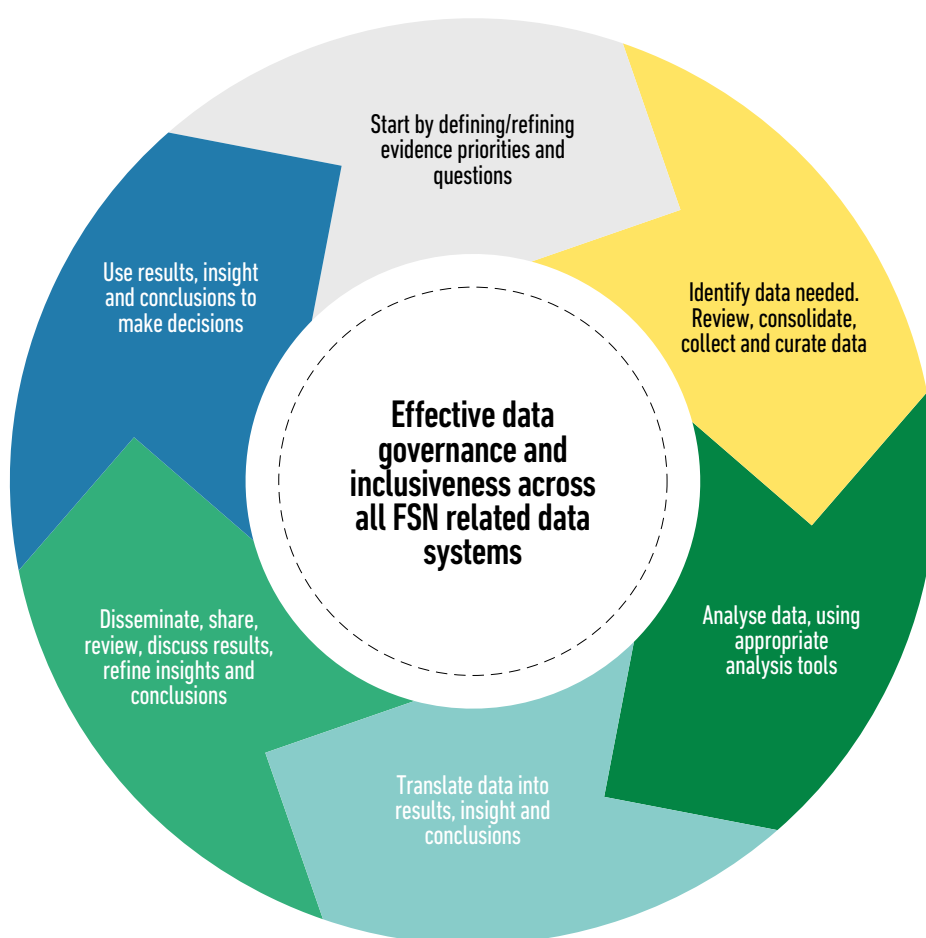 Start by defining/refining
evidence priorities and
questions
Identify data needed.
Review, consolidate,
collect and curate data
Analyse data, using
appropriate
analysis tools
Translate data into
results, insight and
conclusions
Disseminate, share,
review, discuss results,
refine insights and
conclusions
Use results, insight
and conclusions to
make decisions
Effective data
governance and
inclusiveness across
all FSN related data
systems